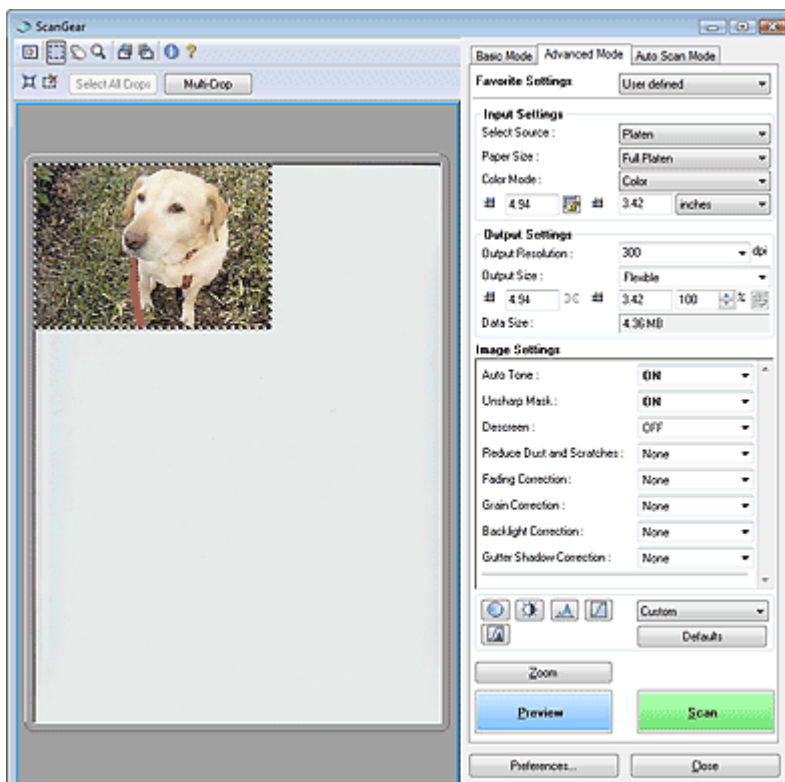 ScanGear
Select All Crops
Multi-Crop
Basic Mode
Advanced Mode
Auto Scan Mode
Favorite Settings
User defined
Input Settings
Select Source :
Platen
Paper Size :
Full Platen
Color Mode :
Color
4.94
3.42
inches
Output Settings
Output Resolution :
300
dpi
Output Size :
Flexible
4.94
3.42
100
%
Data Size :
4.36 MB
Image Settings
Auto Tone :
ON
Unsharp Mask :
ON
Descreen :
OFF
Reduce Dust and Scratches :
None
Fading Correction :
None
Grain Correction :
None
Backlight Correction :
None
Gutter Shadow Correction :
None
Custom
Defaults
Zoom
Preview
Scan
Preferences...
Close